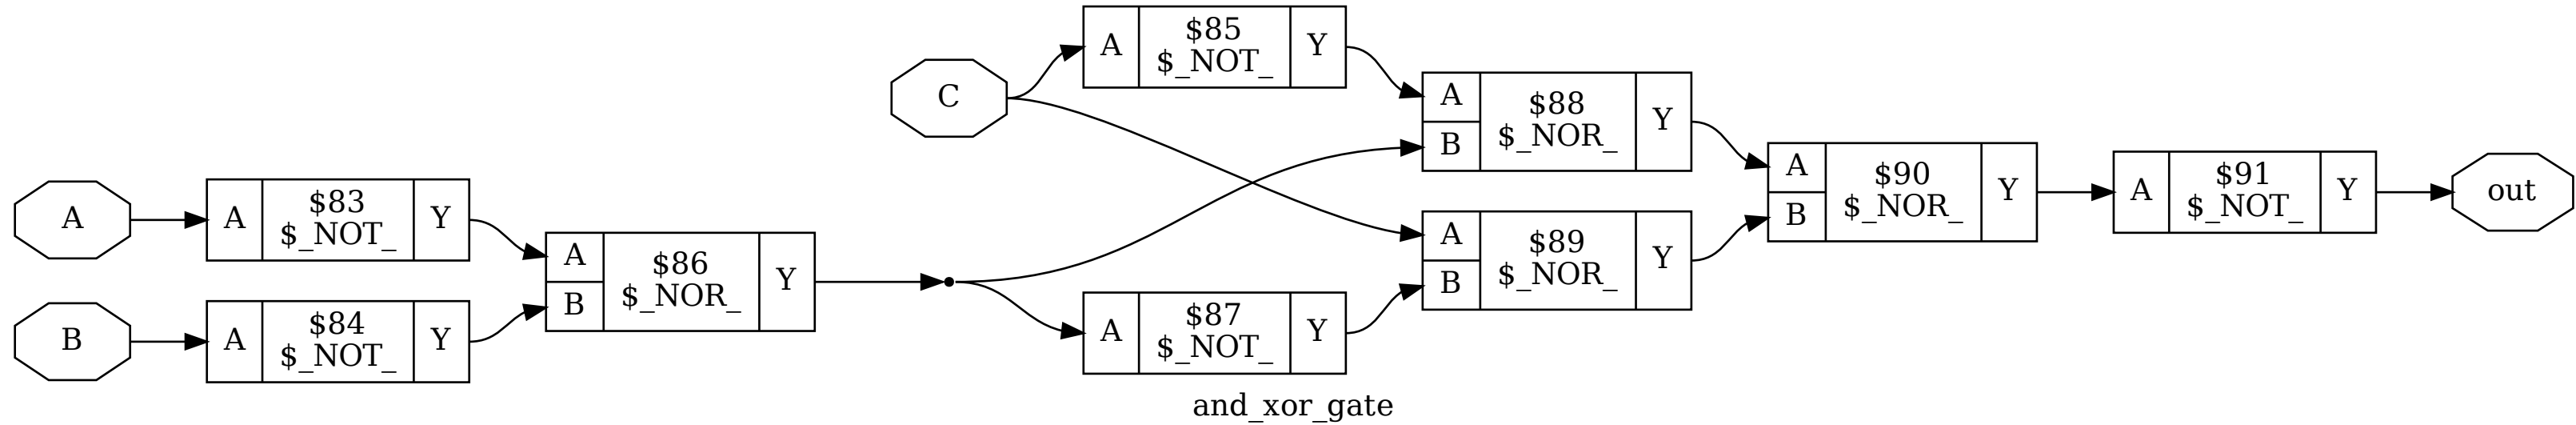 A
A
$83
$_NOT_
Y
B
A
$84
$_NOT_
Y
A
B
$86
$_NOR_
Y
C
A
$85
$_NOT_
Y
A
$87
$_NOT_
Y
A
B
$88
$_NOR_
Y
A
B
$89
$_NOR_
Y
A
B
$90
$_NOR_
Y
A
$91
$_NOT_
Y
out
and_xor_gate